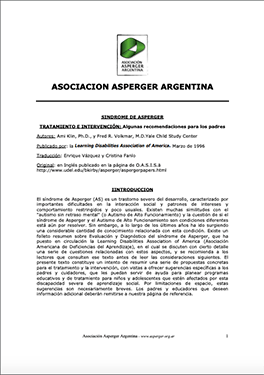 ASOCIACIÓN
ASPERGER
ARGENTINA
ASOCIACION ASPERGER ARGENTINA
SINDROME DE ASPERGER
TRATAMIENTO E INTERVENCIÓN: Algunas recomendaciones para los padres
Autores: Ami Klin, Ph.D., y Fred R. Volkmar, M.D.Yale Child Study Center
Publicado por: la Learning Disabilities Association of America. Marzo de 1996
Traducción: Enrique Vázquez y Cristina Fanlo
Original: en Inglés publicado en la página de O.A.S.I.S.
http://www.udel.edu/bkirby/asperger/aspergerpapers.html
IINTRODUCCION
El síndrome de Asperger (AS) es un trastorno severo del desarrollo, caracterizado por
importantes dificultades en la interacción social y patrones de intereses y
comportamiento restringidos y poco usuales. Existen muchas similitudes con el
"autismo sin retraso mental" (o Autismo de Alto Funcionamiento) y la cuestión de si el
síndrome de Asperger y el Autismo de Alto Funcionamiento son condiciones diferentes
está aún por resolver. Sin embargo, a lo largo de los últimos años ha ido surgiendo
una considerable cantidad de conocimiento relacionada con esta condición. Existe un
folleto resumen sobre Evaluación y Diagnóstico del síndrome de Asperger, que ha
puesto en circulación la Learning Disabilities Association of America (Asociación
Americana de Deficiencias del Aprendizaje), en el cual se discuten con cierto detalle
una serie de cuestiones relacionadas con estos aspectos, y se recomienda a los
lectores que consulten ese texto antes de leer las consideraciones siguientes. El
presente texto constituye un intento de resumir una serie de propuestas concretas
para el tratamiento y la intervención, con vistas a ofrecer sugerencias específicas a los
padres y cuidadores, que les puedan servir de ayuda para planear programas
educativos y de tratamiento para niños y adolescentes que estén afectados por esta
discapacidad severa de aprendizaje social. Por limitaciones de espacio, estas
sugerencias son necesariamente breves. Los padres y educadores que deseen
información adicional deberán remitirse a nuestra página de referencia.
Asociación Asperger Argentina - www.asperger.org.ar
1